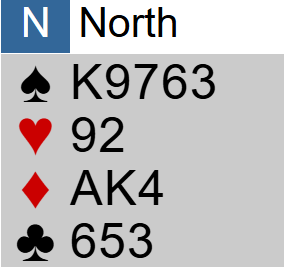 N North
♠ K9763
♥ 92
♦ AK4
♣ 653